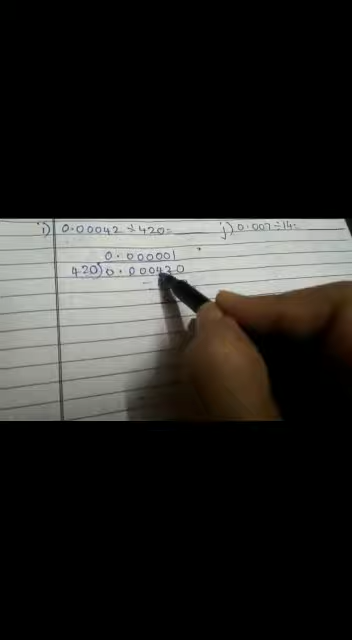 i) 0.00042 ÷ 420= j) 0.007 ÷ 14=
0.000001
420) 0.000420
-